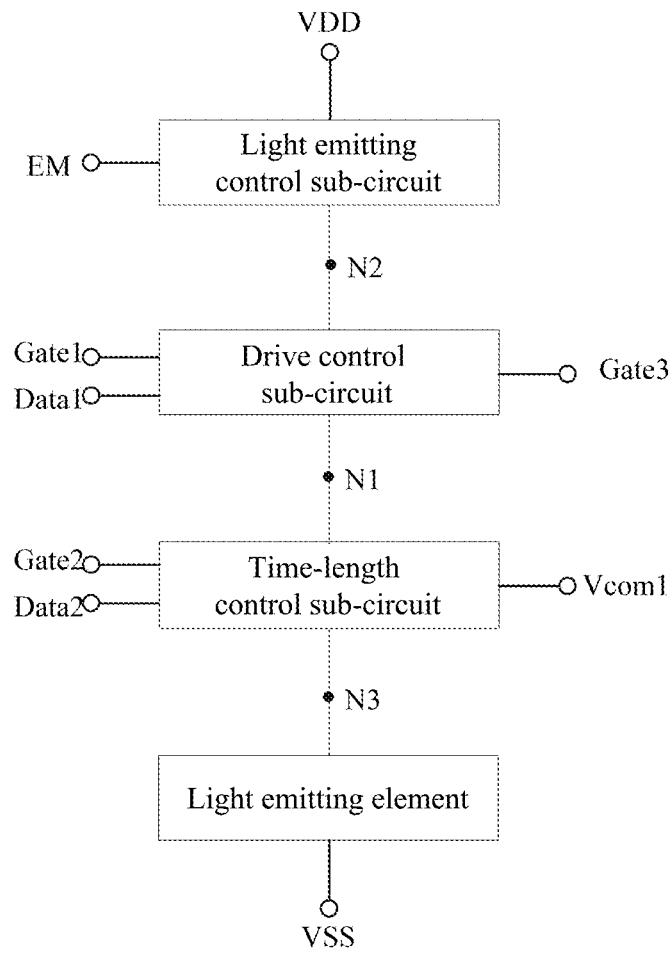 VDD
EM
Light emitting
control sub-circuit
N2
Gate1
Data1
Drive control
sub-circuit
Gate3
N1
Gate2
Data2
Time-length
control sub-circuit
Vcom1
N3
Light emitting element
VSS